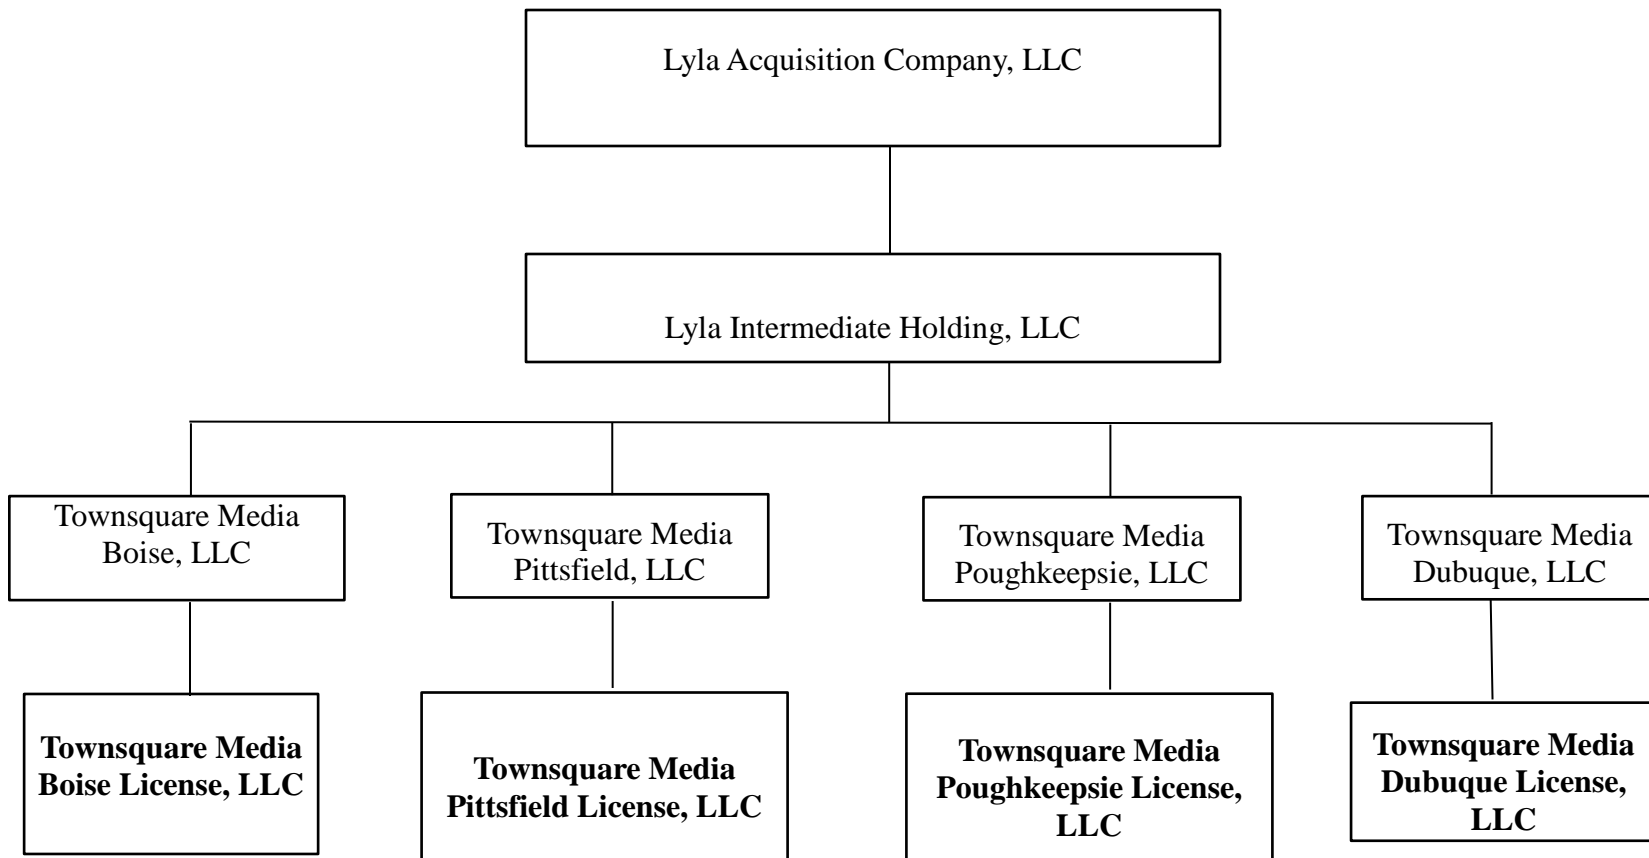 Lyla Acquisition Company, LLC
Lyla Intermediate Holding, LLC
Townsquare Media
Boise, LLC
Townsquare Media
Pittsfield, LLC
Townsquare Media
Poughkeepsie, LLC
Townsquare Media
Dubuque, LLC
Townsquare Media
Boise License, LLC
Townsquare Media
Pittsfield License, LLC
Townsquare Media
Poughkeepsie License,
LLC
Townsquare Media
Dubuque License,
LLC